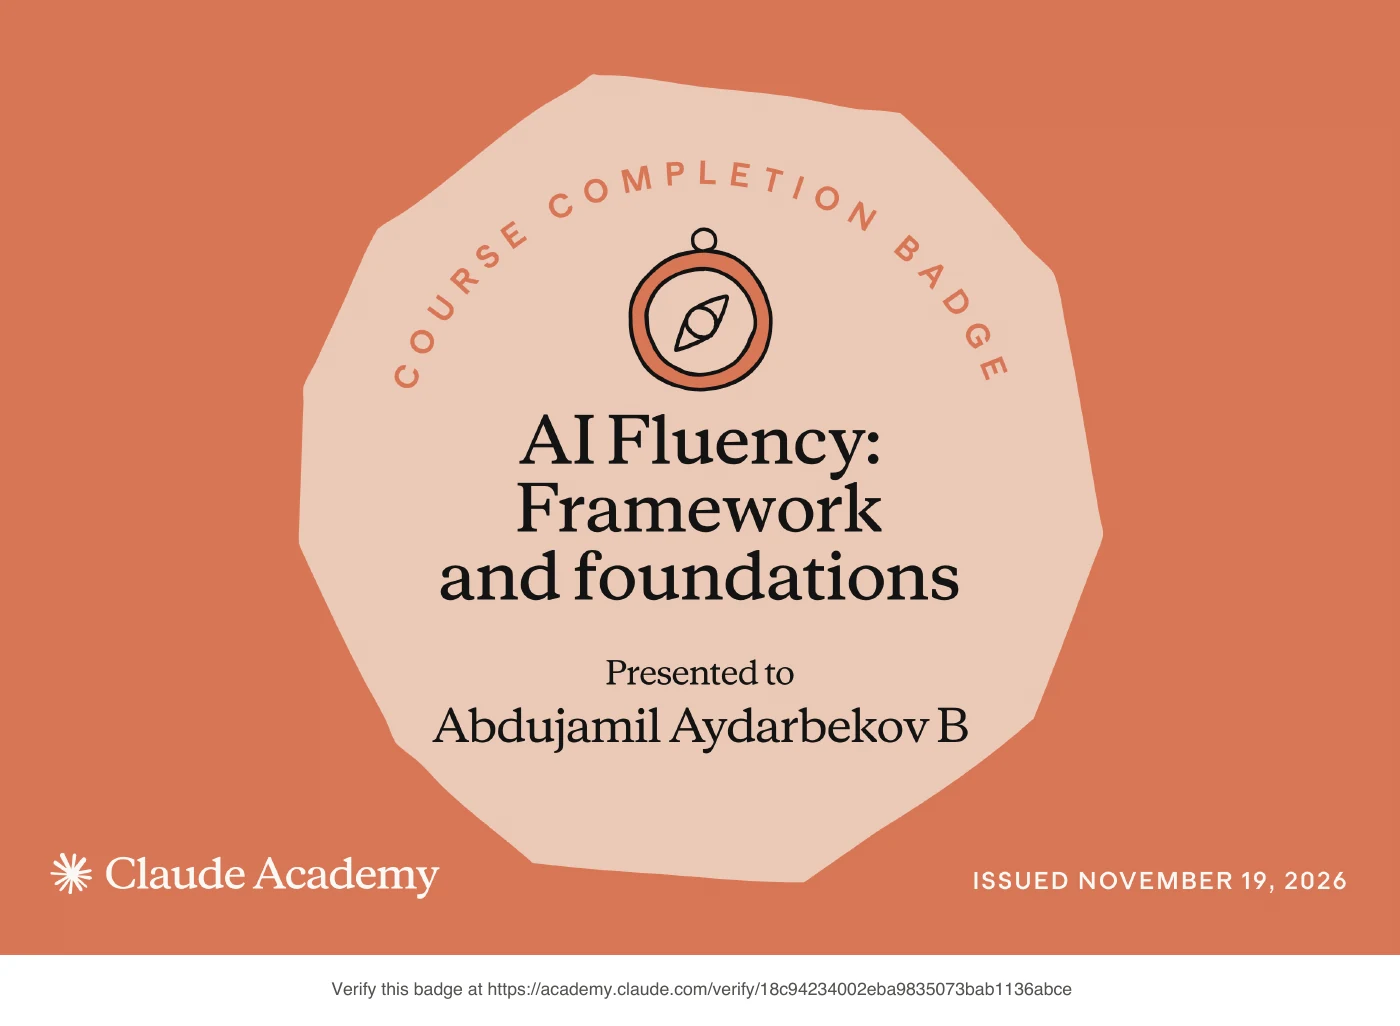 COURSE COMPLETION BADGE
AI Fluency:
Framework
and foundations
Presented to
Abdujamil Aydarbekov B
Claude Academy
ISSUED NOVEMBER 19, 2026
Verify this badge at https://academy.claude.com/verify/18c94234002eba9835073bab1136abce